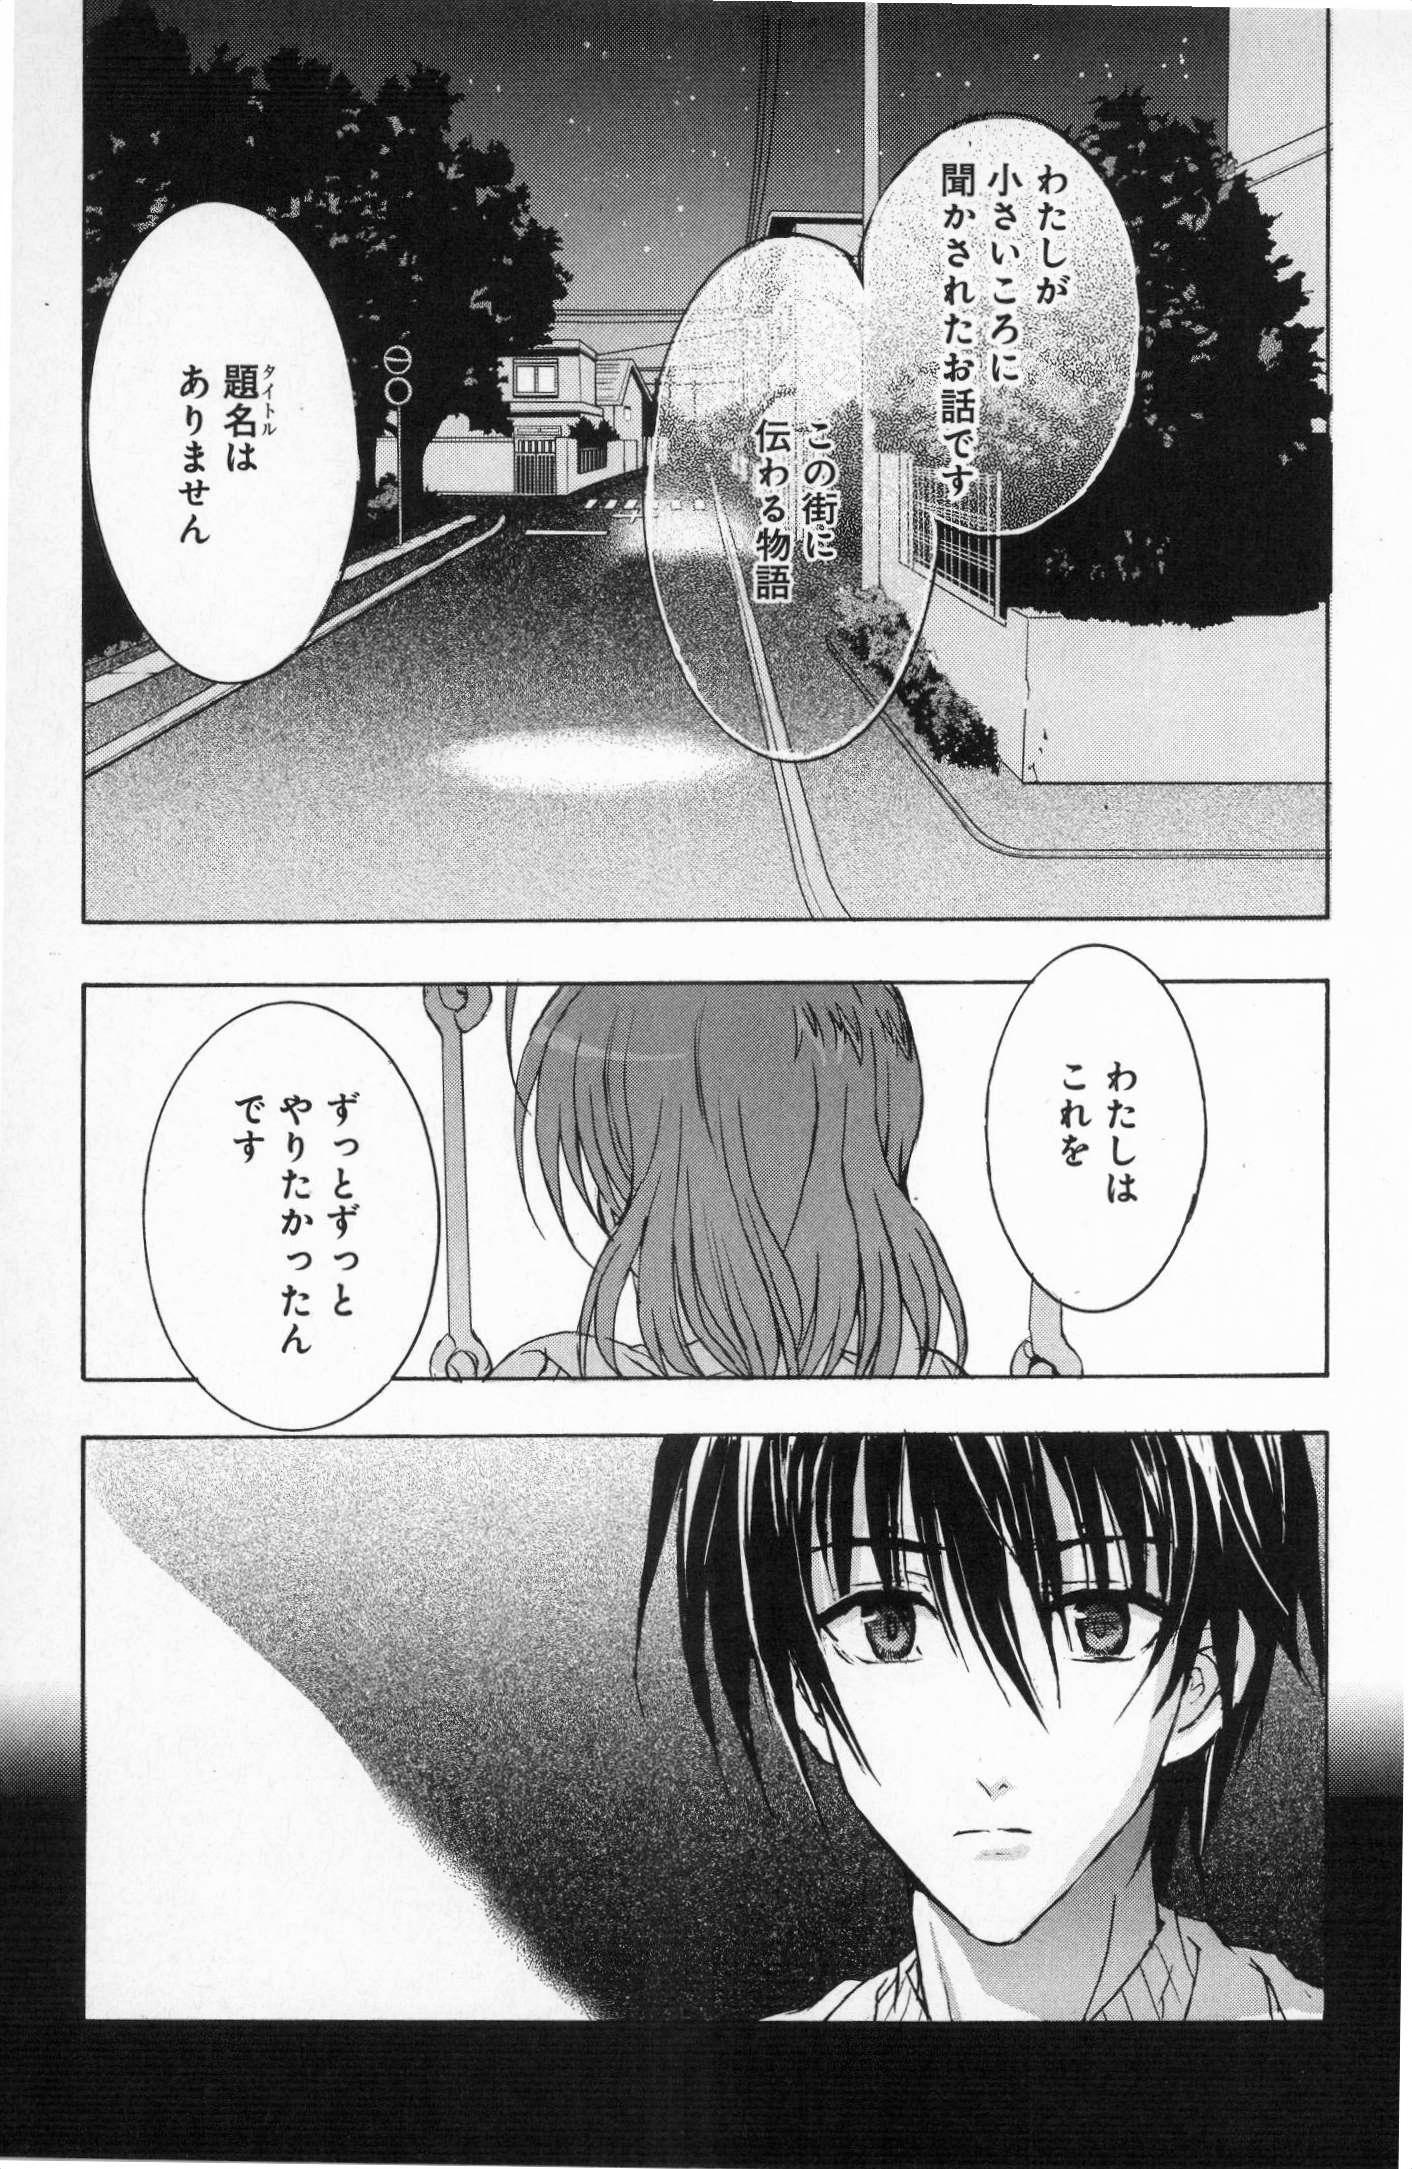 わたしが
小さいころに
聞かされたお話です
この街に
伝わる物語
題名は
タイトル
ありません
わたしは
これを
ずっとずっと
やりたかったん
です